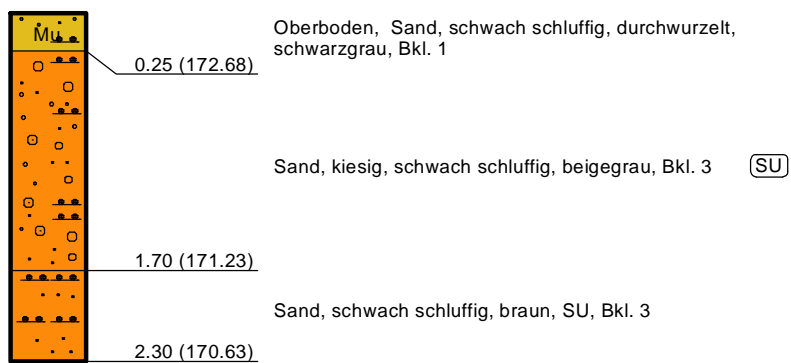 Mu
Oberboden, Sand, schwach schluffig, durchwurzelt,
schwarzgrau, Bkl. 1
0.25 (172.68)
Sand, kiesig, schwach schluffig, beigegrau, Bkl. 3
SU
1.70 (171.23)
Sand, schwach schluffig, braun, SU, Bkl. 3
2.30 (170.63)